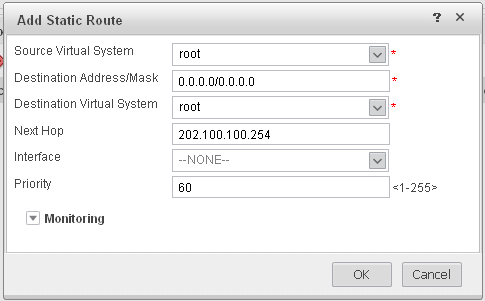 Add Static Route ? ×
Source Virtual System root *
Destination Address/Mask 0.0.0.0/0.0.0.0 *
Destination Virtual System root *
Next Hop 202.100.100.254
Interface --NONE--
Priority 60 <1-255>
Monitoring
OK Cancel